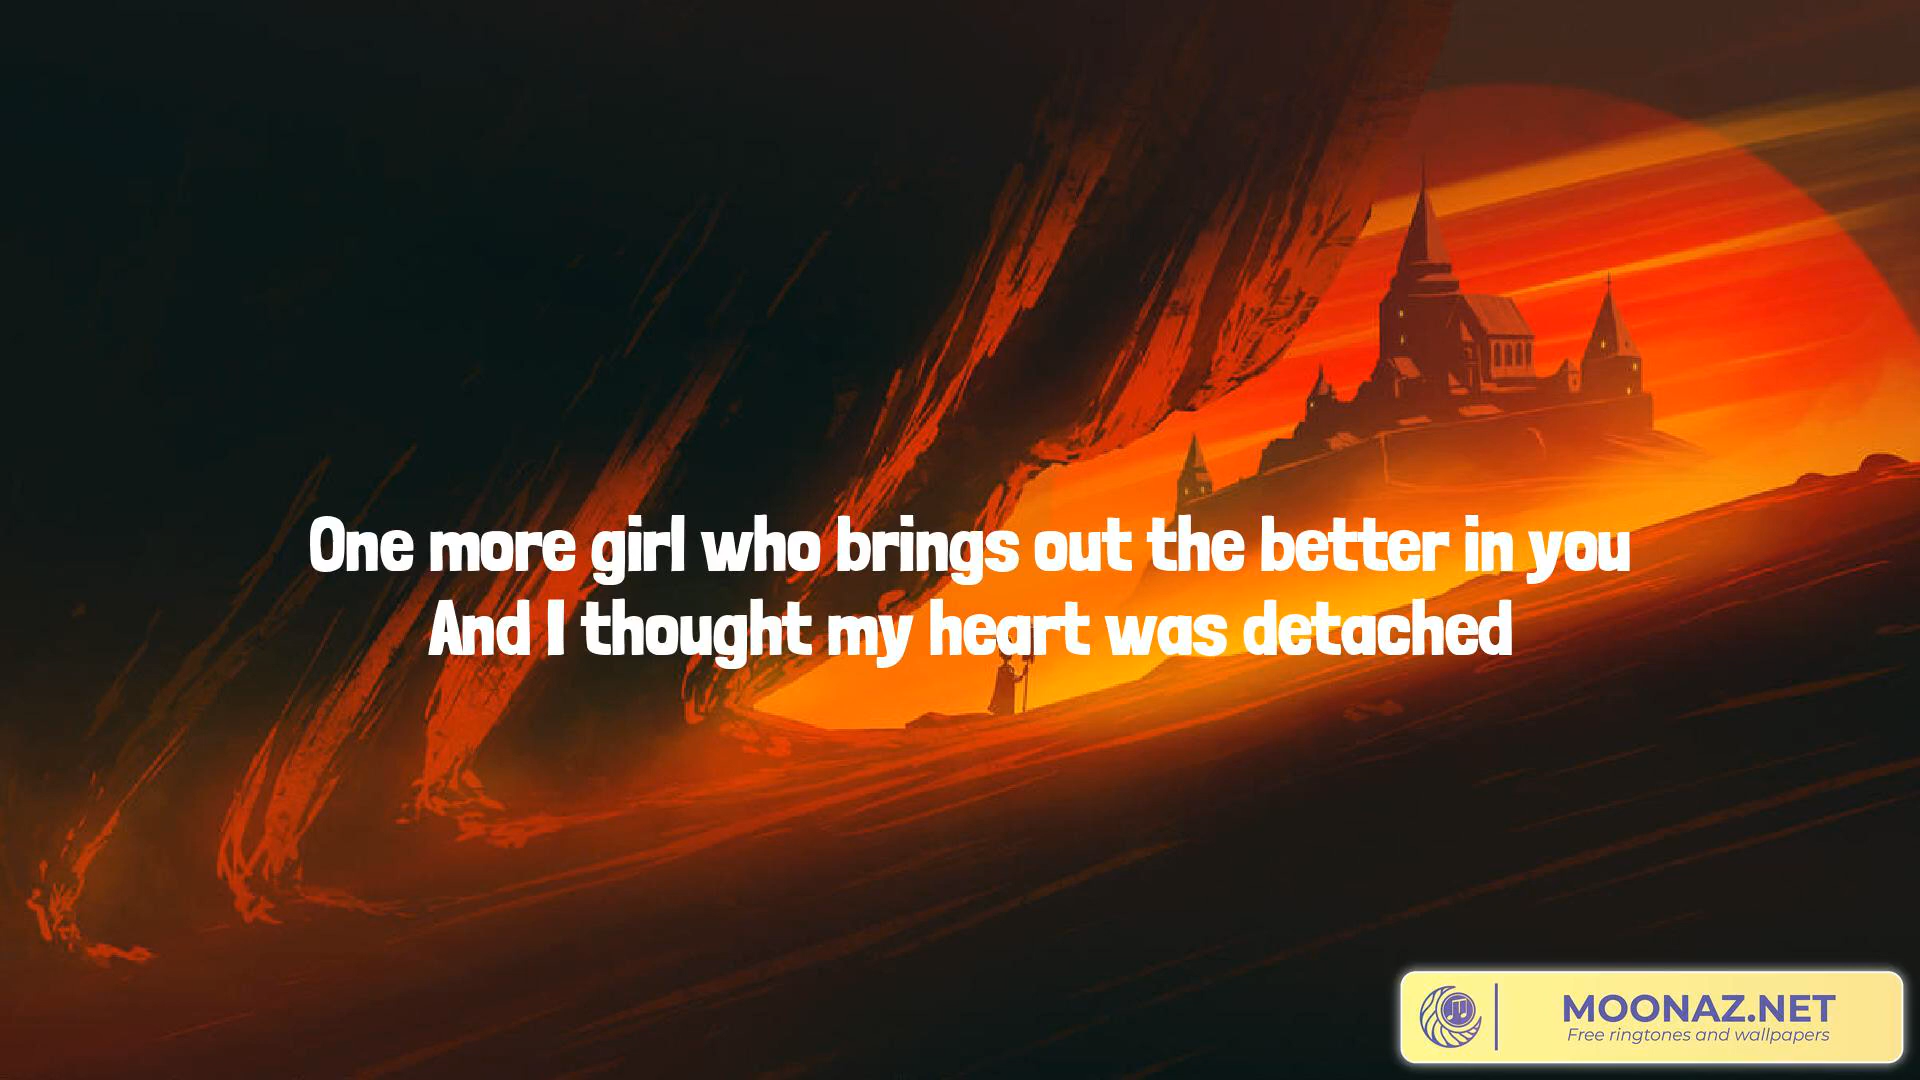 One more girl who brings out the better in you
And I thought my heart was detached
MOONAZ.NET
Free ringtones and wallpapers